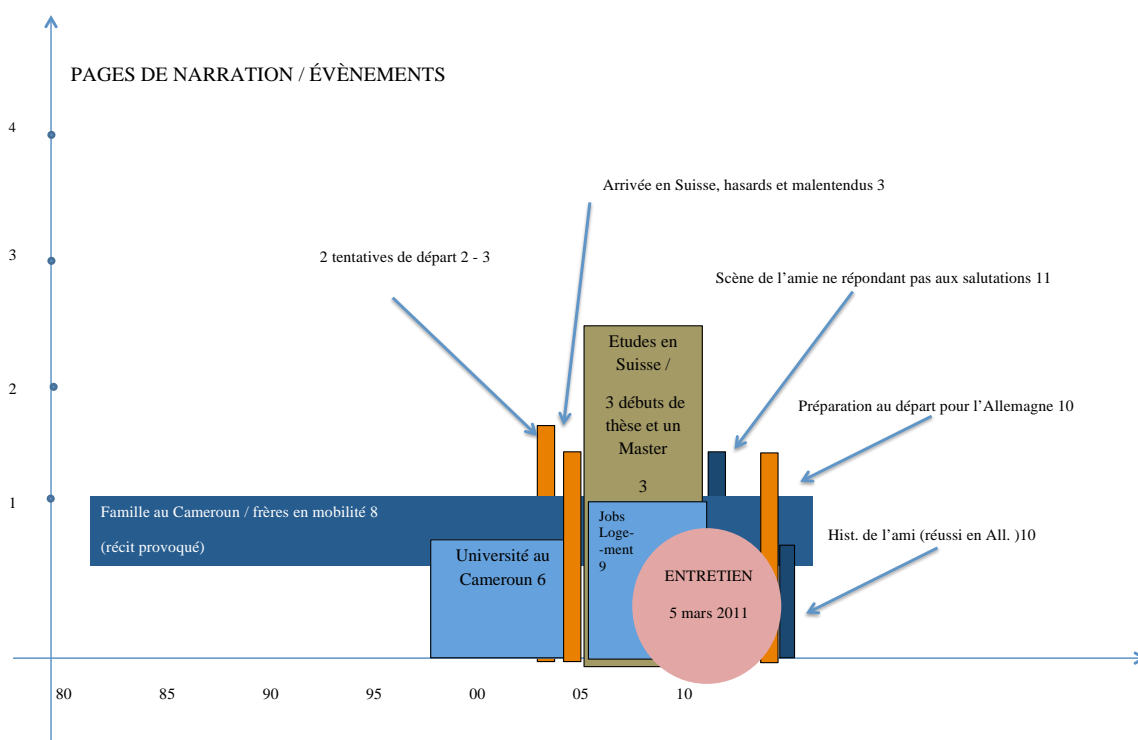 PAGES DE NARRATION / ÉVÈNEMENTS
4
Arrivée en Suisse, hasards et malentendus 3
3
2 tentatives de départ 2 - 3
Scène de l’amie ne répondant pas aux salutations 11
Etudes en
Suisse /
3 débuts de
thèse et un
Master
3
2
Préparation au départ pour l’Allemagne 10
1
Famille au Cameroun / frères en mobilité 8
(récit provoqué)
Jobs
Loge-
-ment
9
Hist. de l’ami (réussi en All. )10
Université au
Cameroun 6
ENTRETIEN
5 mars 2011
80 85 90 95 00 05 10